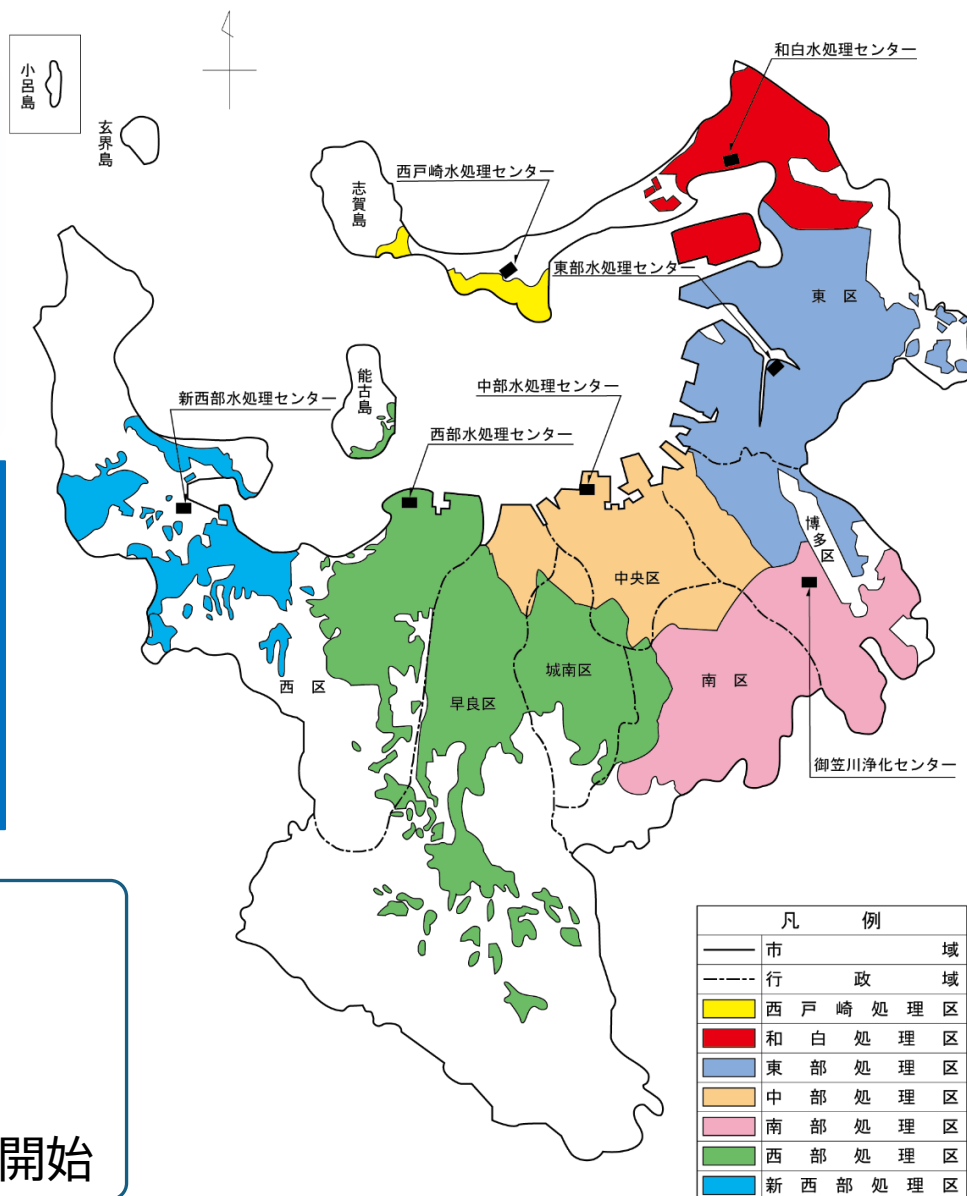 和白水処理センター
小呂島
玄界島
西戸崎水処理センター
志賀島
東部水処理センター
東区
能古島
新西部水処理センター
中部水処理センター
西部水処理センター
博多区
中央区
城南区
南区
西区
早良区
御笠川浄化センター
凡例
市域
行政域
西戸崎処理区
和白処理区
東部処理区
中部処理区
南部処理区
西部処理区
新西部処理区
開始